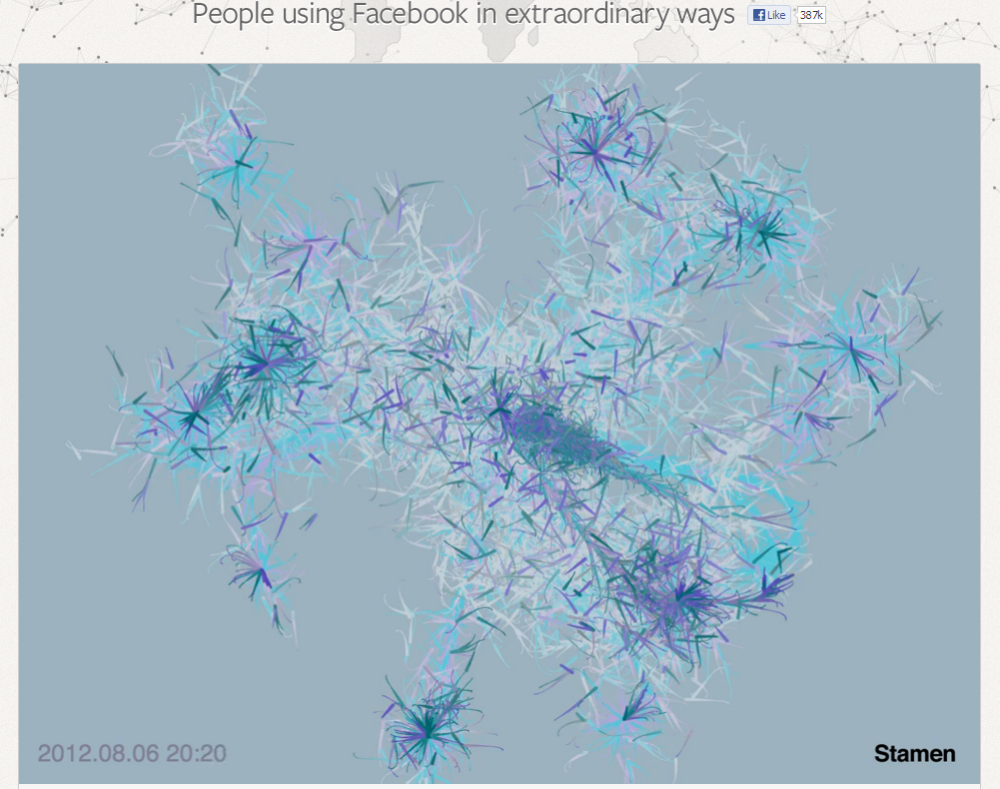 People using Facebook in extraordinary ways
Like 387k
2012.08.06 20:20
Stamen